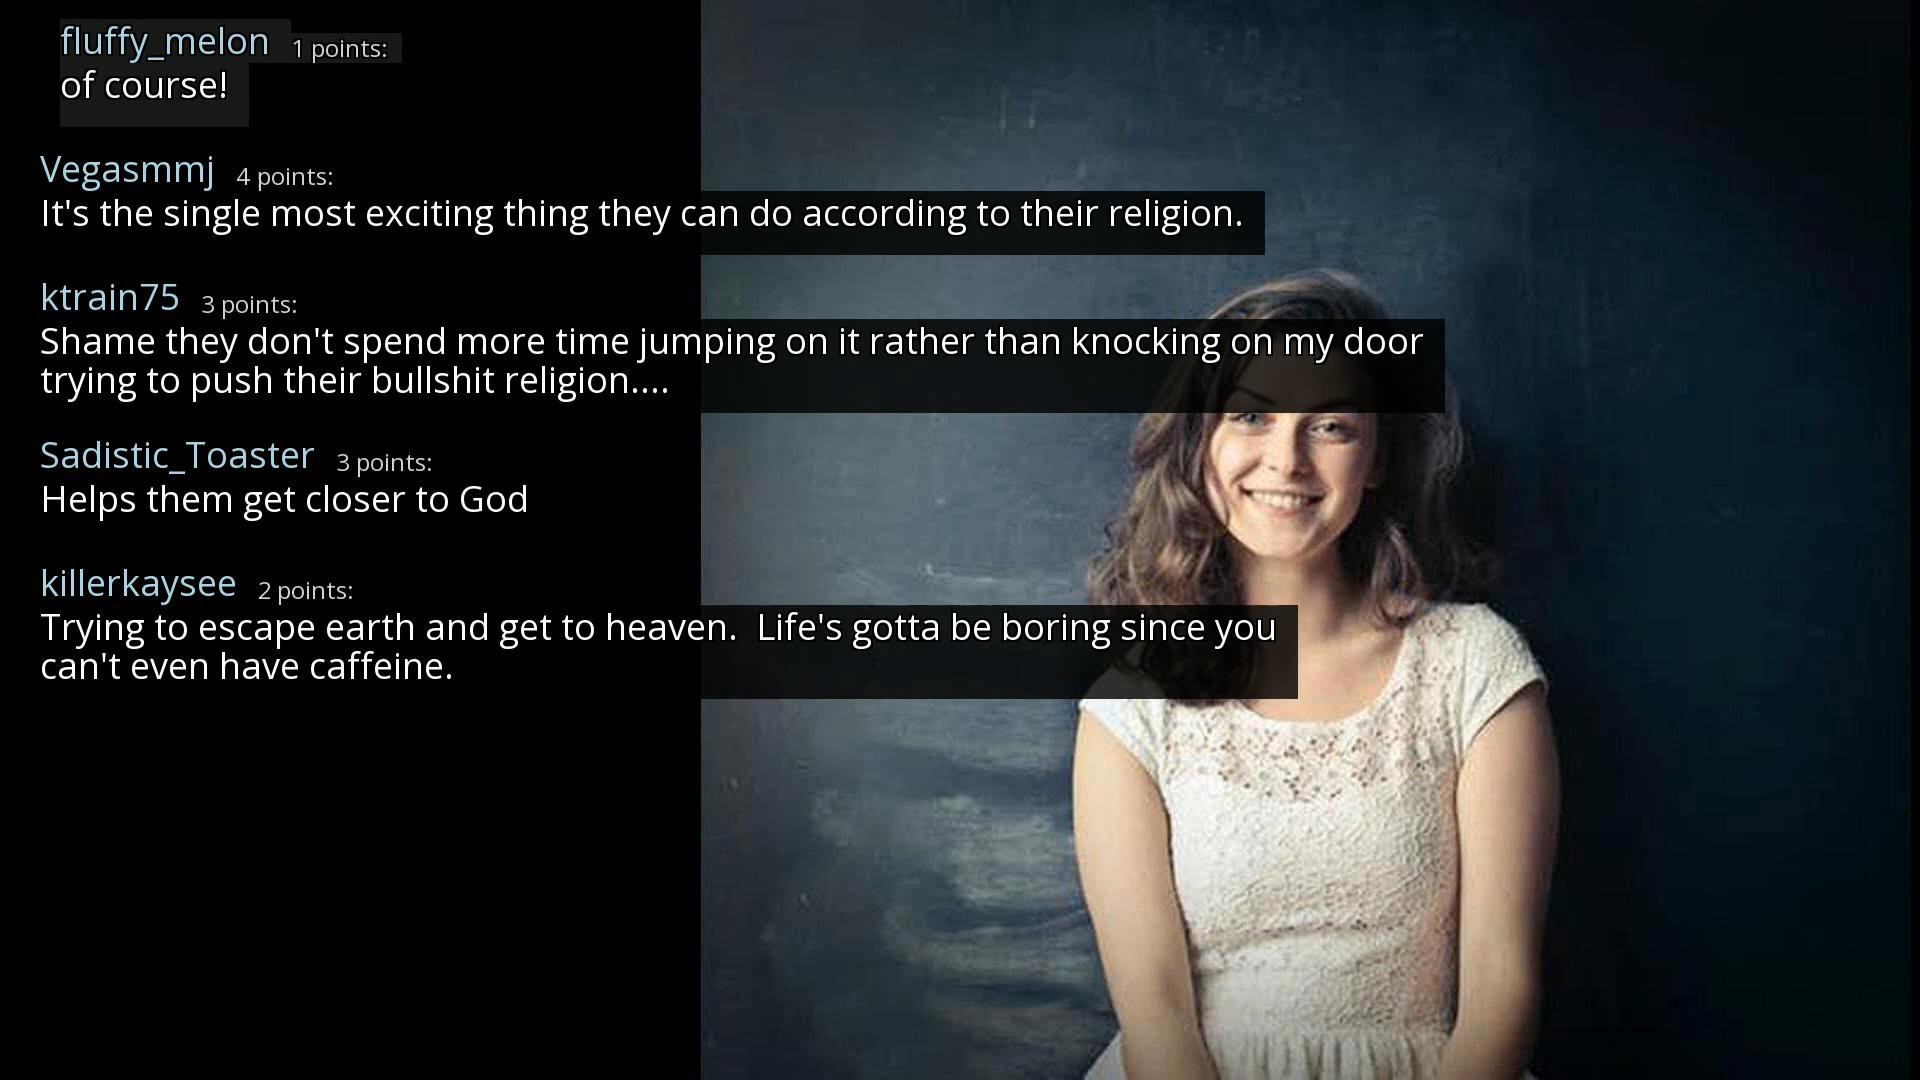 fluffy_melon 1 points:
of course!
Vegasmmj 4 points:
It's the single most exciting thing they can do according to their religion.
ktrain75 3 points:
Shame they don't spend more time jumping on it rather than knocking on my door
trying to push their bullshit religion....
Sadistic_Toaster 3 points:
Helps them get closer to God
killerkaysee 2 points:
Trying to escape earth and get to heaven.  Life's gotta be boring since you
can't even have caffeine.